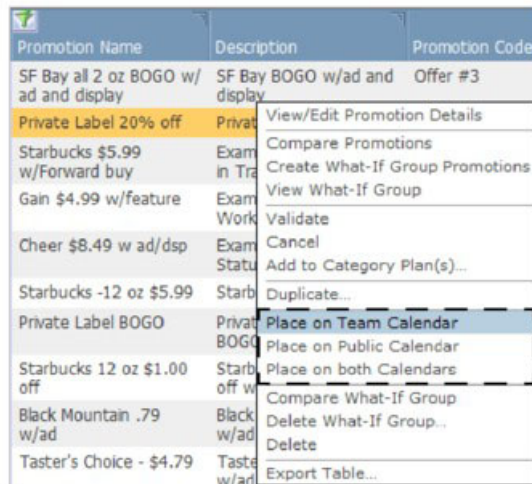 Promotion Name Description Promotion Code
SF Bay all 2 oz BOGO w/ SF Bay BOGO w/ad and Offer #3
ad and display display
Private Label 20% off
View/Edit Promotion Details
Starbucks $5.99
w/Forward buy
Compare Promotions
Create What-If Group Promotions
View What-If Group
Gain $4.99 w/feature
Validate
Cancel
Add to Category Plan(s)...
Cheer $8.49 w ad/dsp
Starbucks -12 oz $5.99
Duplicate...
Private Label BOGO
Place on Team Calendar
Place on Public Calendar
Place on both Calendars
Starbucks 12 oz $1.00
off
off w
Compare What-If Group
Delete What-If Group...
Delete
Black Mountain .79 Black
w/ad w/ad
Taster's Choice - $4.79 Taste
w/ad
Export Table...